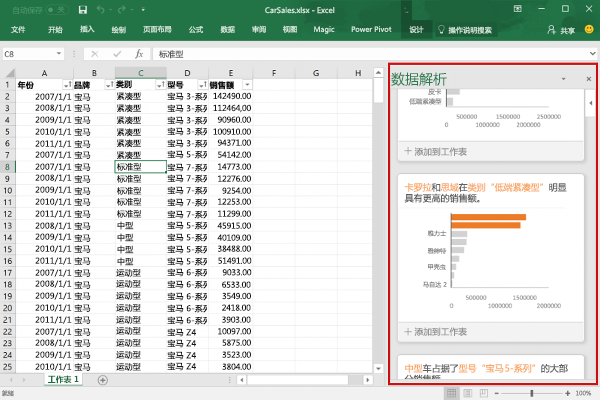 自动保存 CarSales.xlsx - Excel
文件 开始 插入 绘制 页面布局 公式 数据 审阅 视图 Magic Power Pivot 设计 操作说明搜索 共享
C8 fx 标准型
A B C D E F G H
1 年份 品牌 类别 型号 销售额
2 2007/1/1 宝马 紧凑型 宝马 3-系列 142490.00
3 2008/1/1 宝马 紧凑型 宝马 3-系列 112464,00
4 2009/1/1 宝马 紧凑型 宝马 3-系列 90960.00
5 2010/1/1 宝马 紧凑型 宝马 3-系列 100910.00
6 2011/1/1 宝马 紧凑型 宝马 3-系列 94371.00
7 2007/1/1 宝马 紧凑型 宝马 5-系列 54142.00
8 2007/1/1 宝马 标准型 宝马 7-系列 14773.00
9 2008/1/1 宝马 标准型 宝马 7-系列 12276.00
10 2009/1/1 宝马 标准型 宝马 7-系列 9254.00
11 2010/1/1 宝马 标准型 宝马 7-系列 12253.00
12 2011/1/1 宝马 标准型 宝马 7-系列 11299.00
13 2008/1/1 宝马 中型 宝马 5-系列 45915.00
14 2009/1/1 宝马 中型 宝马 5-系列 40109.00
15 2010/1/1 宝马 中型 宝马 5-系列 38488.00
16 2011/1/1 宝马 中型 宝马 5-系列 51491.00
17 2007/1/1 宝马 运动型 宝马 6-系列 9033.00
18 2008/1/1 宝马 运动型 宝马 6-系列 6533.00
19 2009/1/1 宝马 运动型 宝马 6-系列 3549.00
20 2010/1/1 宝马 运动型 宝马 6-系列 2418.00
21 2011/1/1 宝马 运动型 宝马 6-系列 3903.00
22 2007/1/1 宝马 运动型 宝马 Z4 10097.00
23 2008/1/1 宝马 运动型 宝马 Z4 5875.00
24 2009/1/1 宝马 运动型 宝马 Z4 3523.00
25 2010/1/1 宝马 运动型 宝马 Z4 3804.00
工作表 1
就绪 100%
数据解析
皮卡
低端紧凑型
500000 1500000 2500000
0 1000000 2000000
+ 添加到工作表
卡罗拉和思域在类别“低端紧凑型”明显
具有更高的销售额。
雅力士
雅绅特
甲壳虫
马自达 2
500000 1500000
0 1000000 2000000
+ 添加到工作表
中型车占据了型号“宝马5-系列”的大部
分销售额